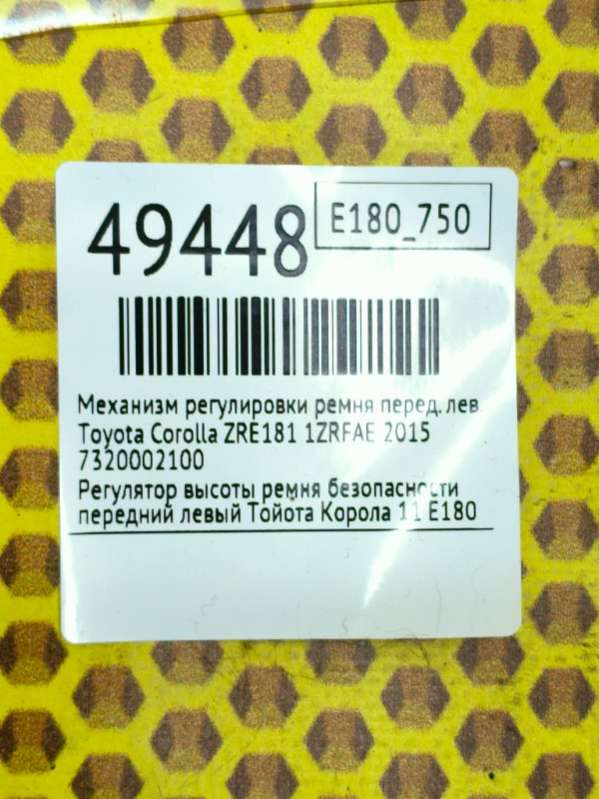 49448
E180_750
Механизм регулировки ремня перед. лев
Toyota Corolla ZRE181 1ZRFAE 2015
7320002100
Регулятор высоты ремня безопасности
передний левый Тойота Корола 11 E180